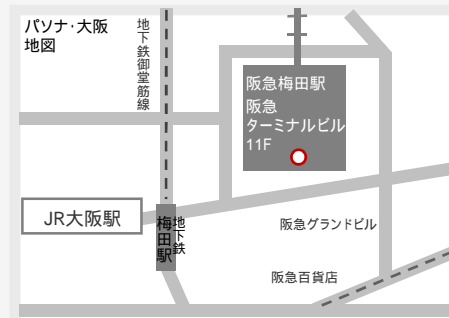 パソナ・大阪
地図
地下鉄御堂筋線
阪急梅田駅
阪急
ターミナルビル
11F
JR大阪駅
地下鉄
梅田駅
阪急グランドビル
阪急百貨店